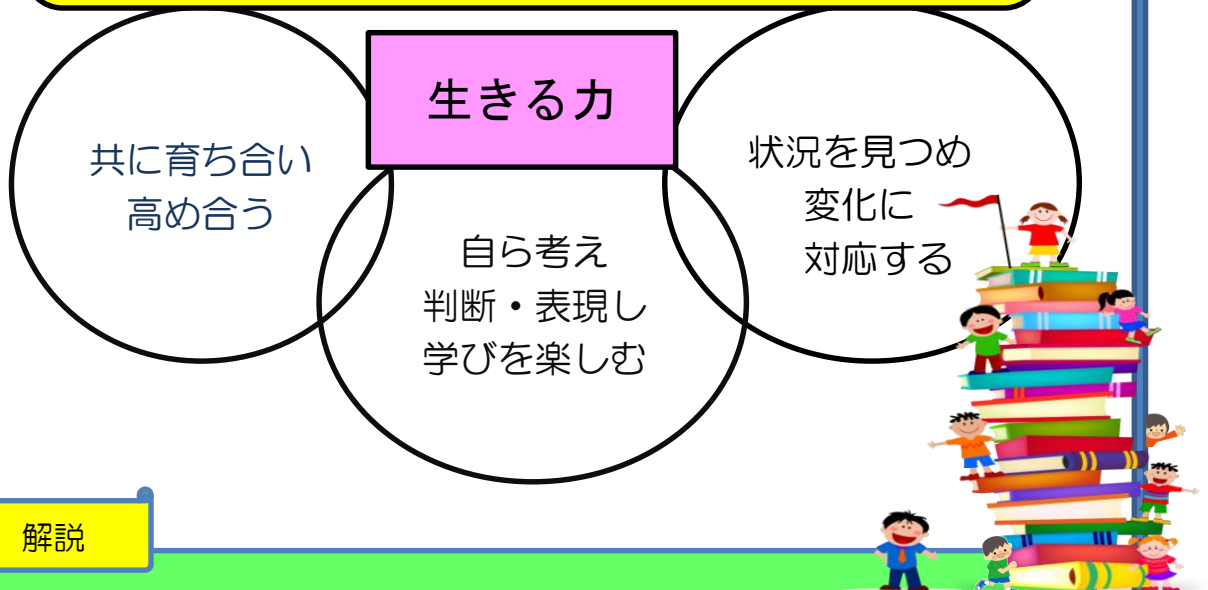 生きる力
共に育ち合い
高め合う
自ら考え
判断・表現し
学びを楽しむ
状況を見つめ
変化に
対応する
解説